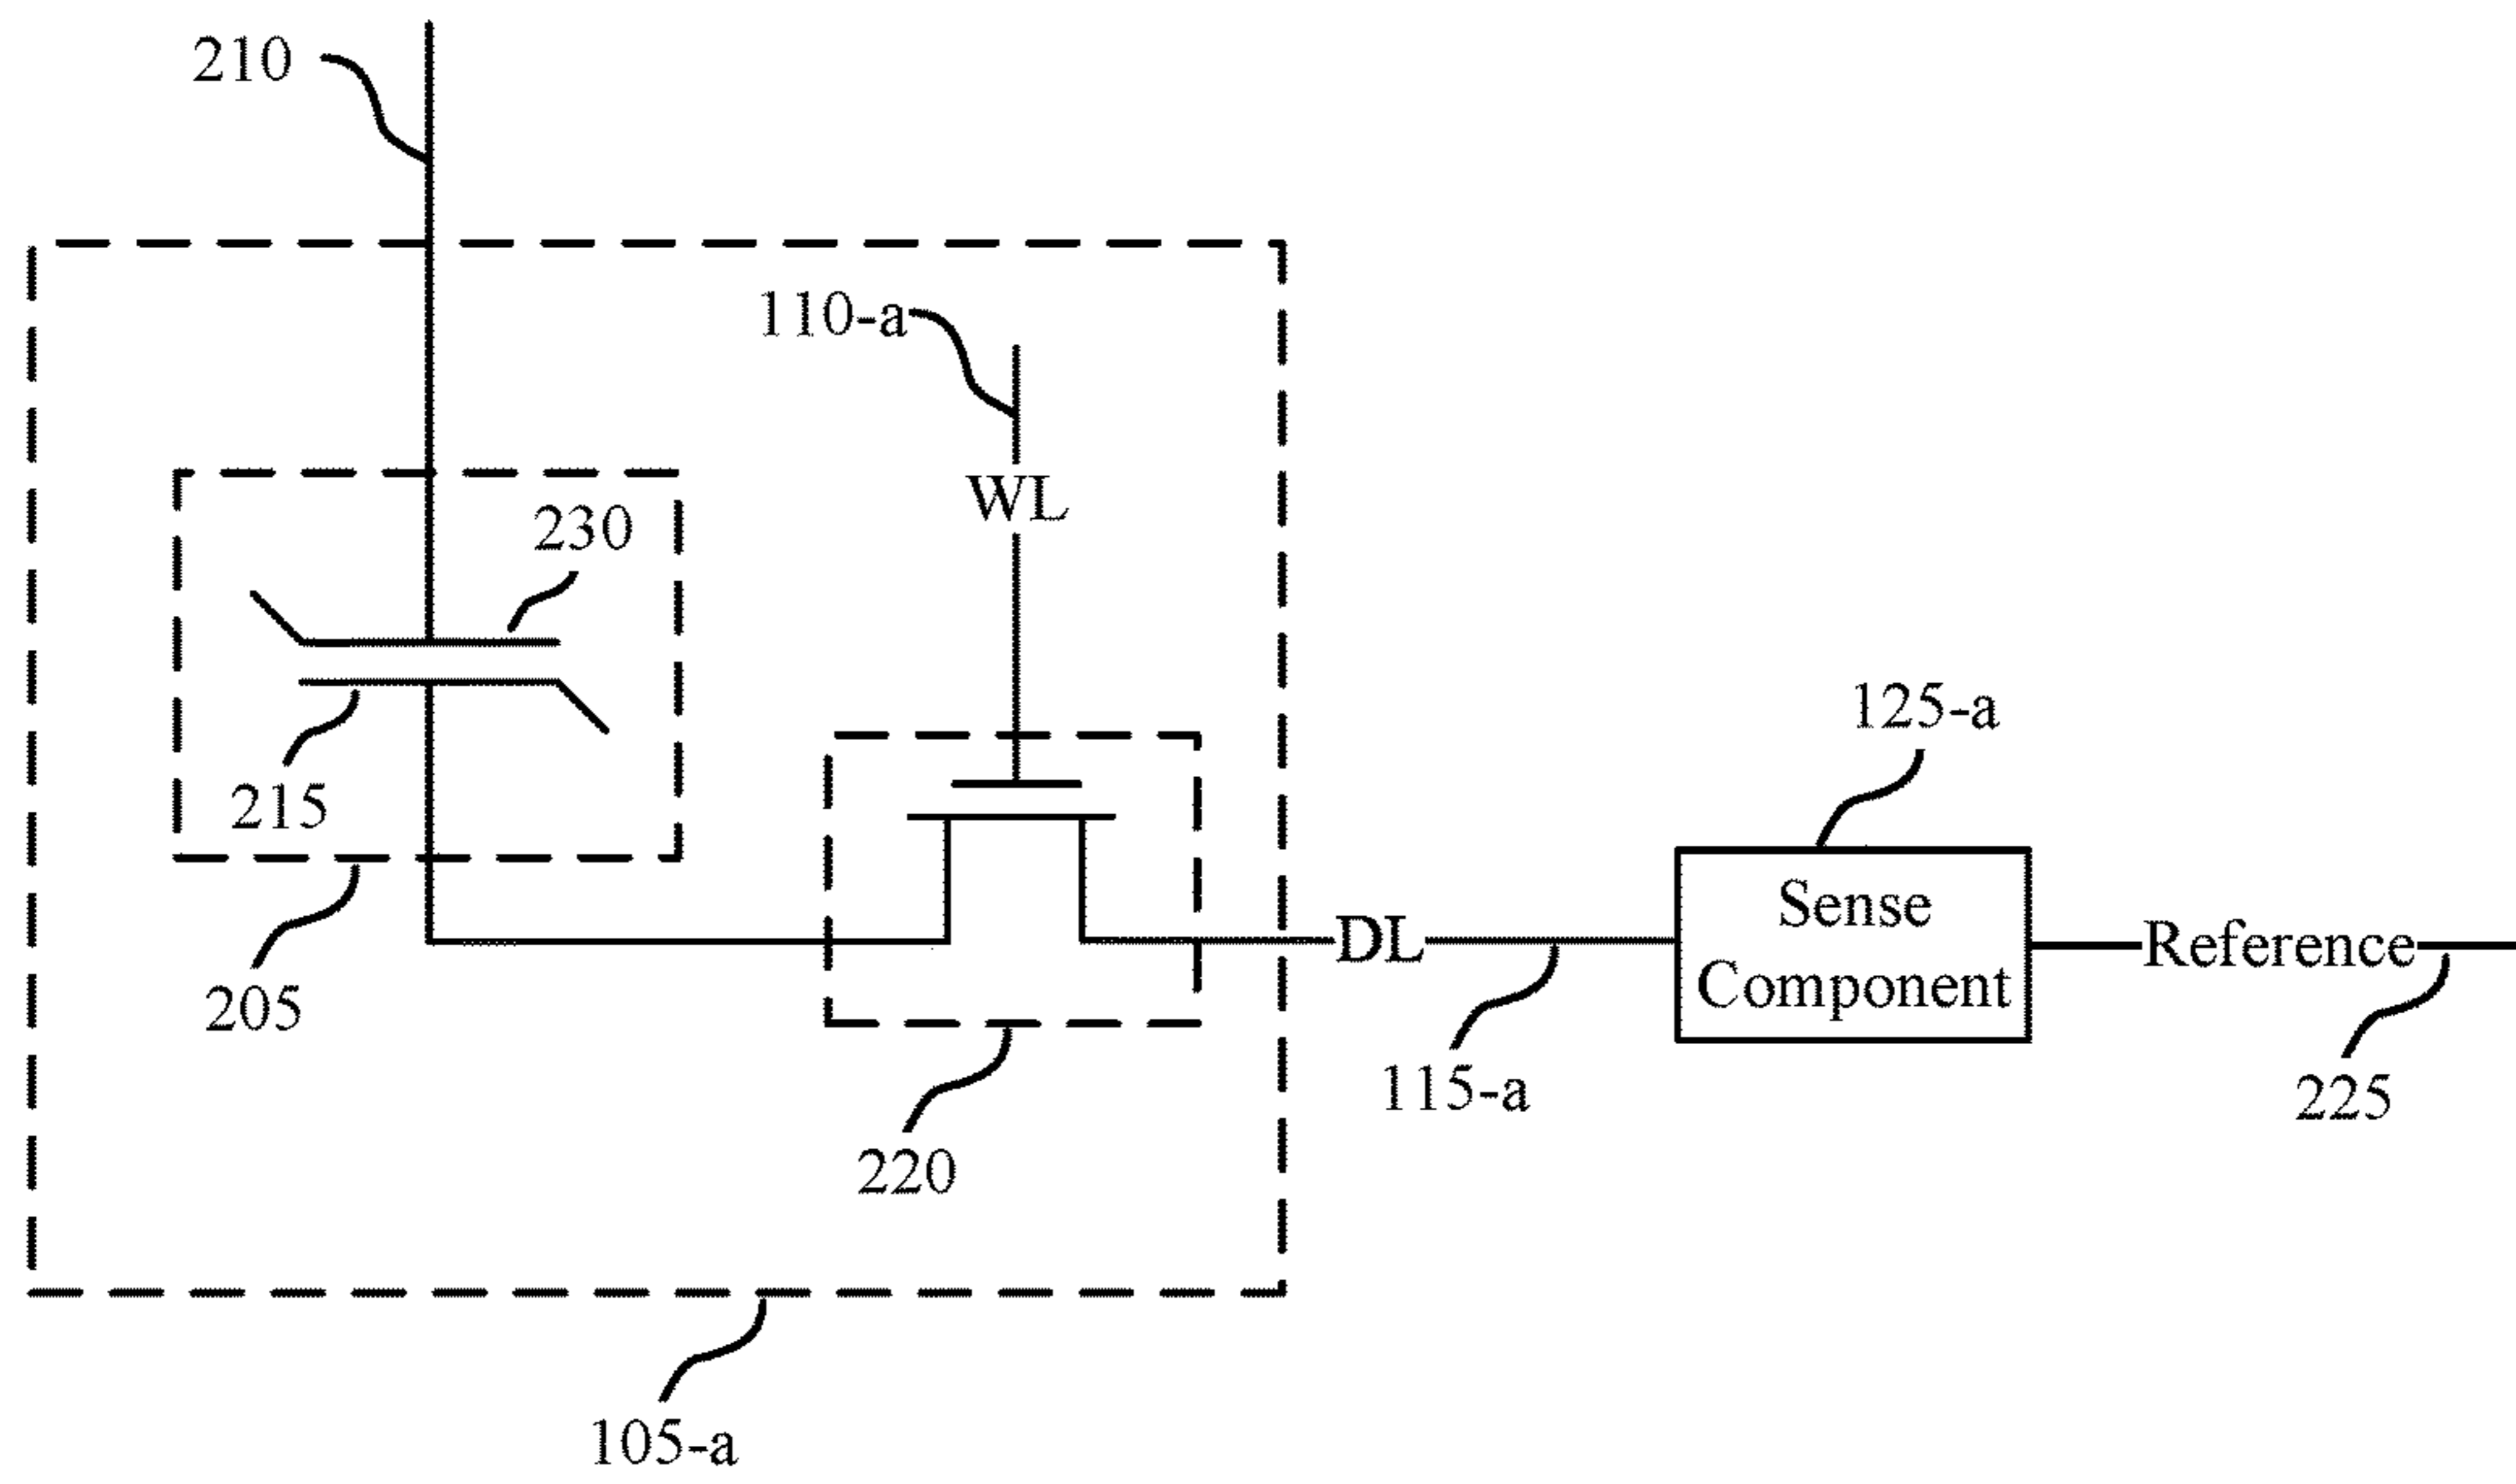 210
110-a
WL
230
215
125-a
Sense
Component
DL
Reference
205
115-a
225
220
105-a